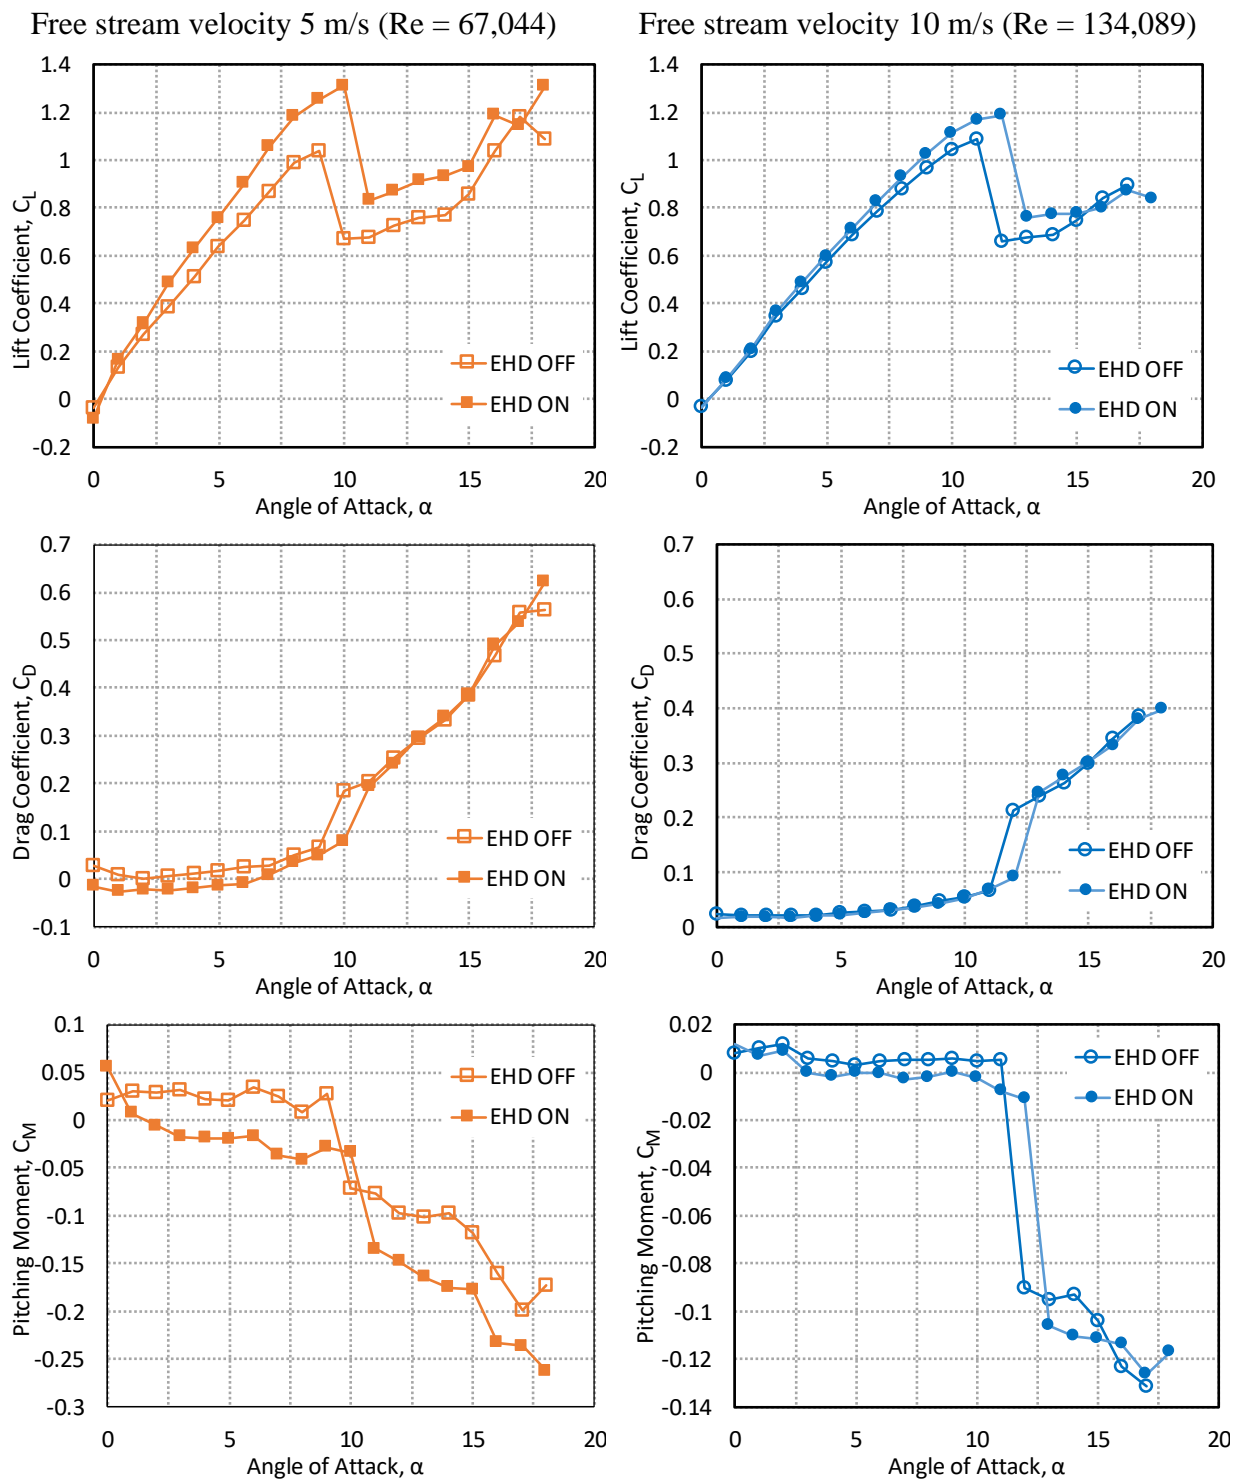 Free stream velocity 5 m/s (Re = 67,044)
Free stream velocity 10 m/s (Re = 134,089)
Lift Coefficient, C_L
1.4
1.2
1
0.8
0.6
0.4
0.2
0
-0.2
EHD OFF
EHD ON
0 5 10 15 20
Angle of Attack, α
Lift Coefficient, C_L
1.4
1.2
1
0.8
0.6
0.4
0.2
0
-0.2
EHD OFF
EHD ON
0 5 10 15 20
Angle of Attack, α
Drag Coefficient, C_D
0.7
0.6
0.5
0.4
0.3
0.2
0.1
0
-0.1
EHD OFF
EHD ON
0 5 10 15 20
Angle of Attack, α
Drag Coefficient, C_D
0.7
0.6
0.5
0.4
0.3
0.2
0.1
0
EHD OFF
EHD ON
0 5 10 15 20
Angle of Attack, α
Pitching Moment, C_M
0.1
0.05
0
-0.05
-0.1
-0.15
-0.2
-0.25
-0.3
EHD OFF
EHD ON
0 5 10 15 20
Angle of Attack, α
Pitching Moment, C_M
0.02
0
-0.02
-0.04
-0.06
-0.08
-0.1
-0.12
-0.14
EHD OFF
EHD ON
0 5 10 15 20
Angle of Attack, α